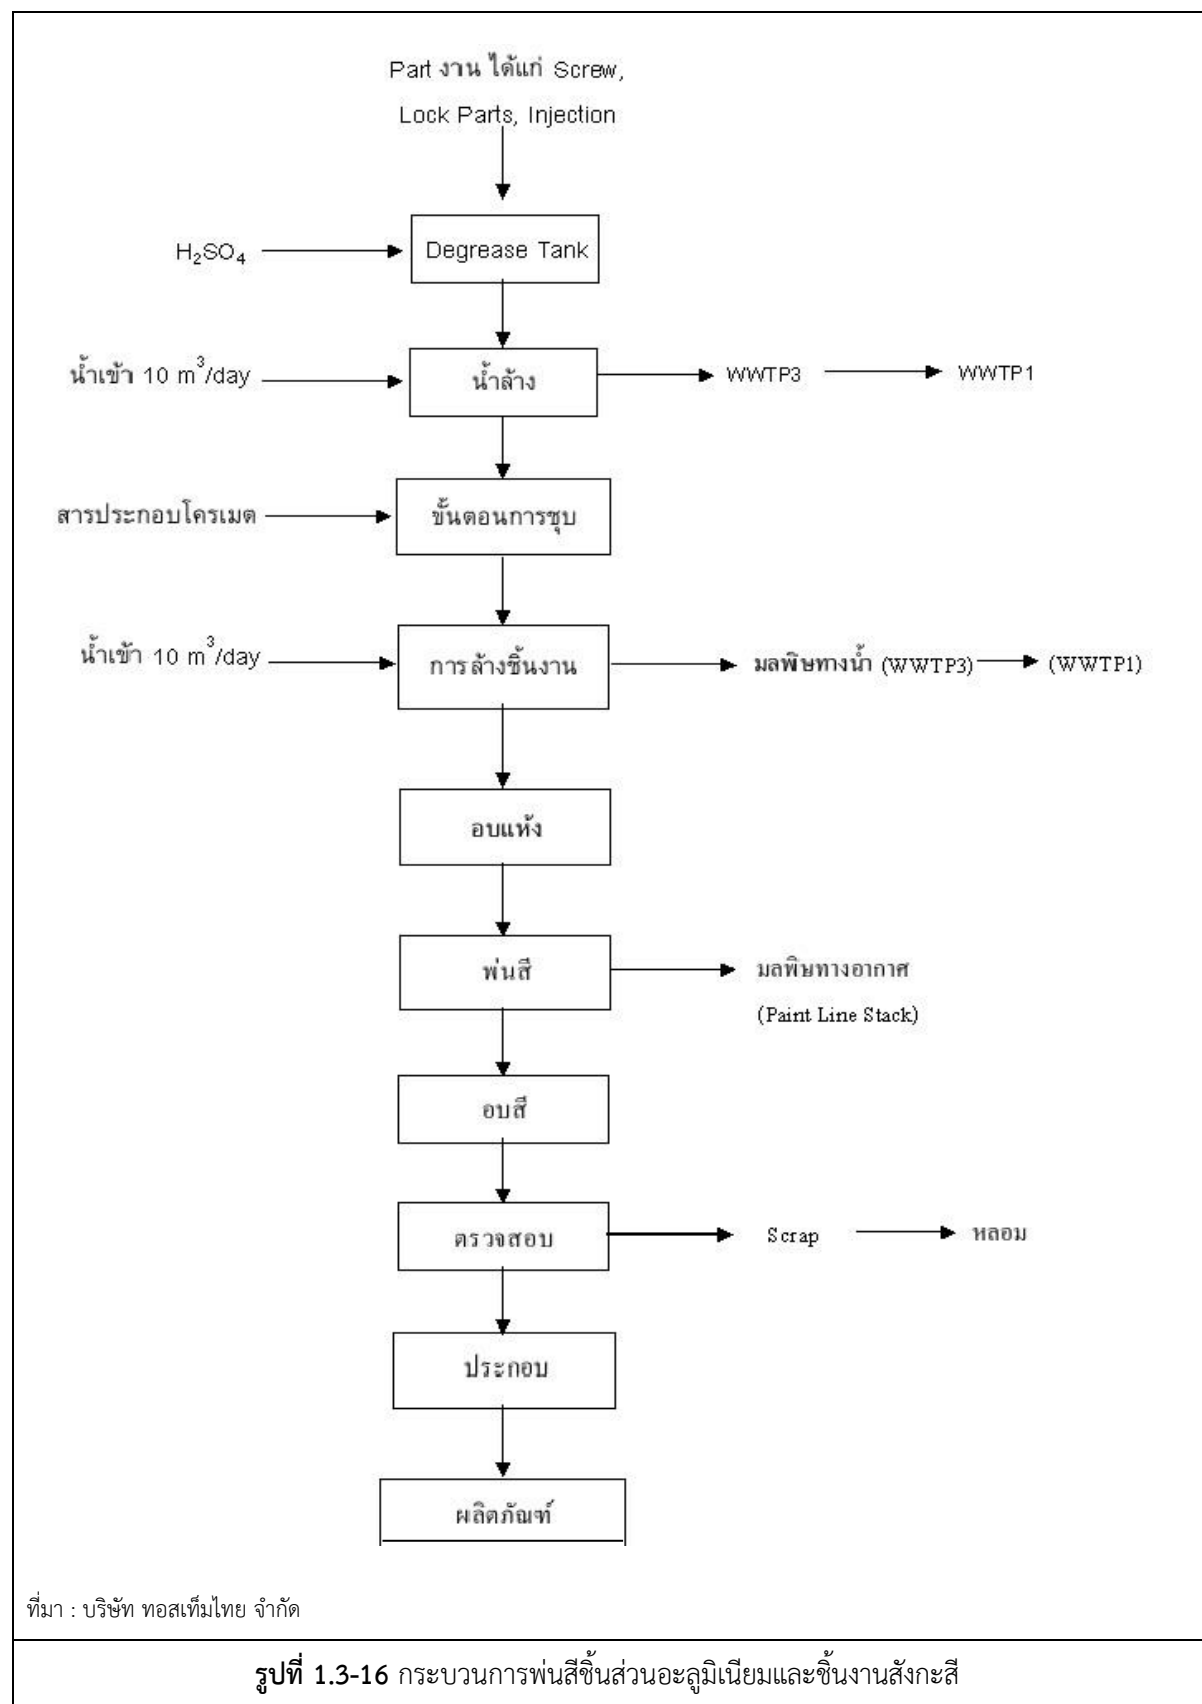 Part งาน ได้แก่ Screw,
Lock Parts, Injection
H₂SO₄
Degrease Tank
น้ำเข้า 10 m³/day
น้ำล้าง
WWTP3
WWTP1
สารประกอบโครเมต
ขั้นตอนการชุบ
น้ำเข้า 10 m³/day
การล้างชิ้นงาน
มลพิษทางน้ำ (WWTP3)
(WWTP1)
อบแห้ง
พ่นสี
มลพิษทางอากาศ
(Paint Line Stack)
อบสี
ตรวจสอบ
Scrap
หลอม
ประกอบ
ผลิตภัณฑ์
ที่มา : บริษัท ทอสเท็มไทย จำกัด
รูปที่ 1.3-16 กระบวนการพ่นสีชิ้นส่วนอะลูมิเนียมและชิ้นงานสังกะสี